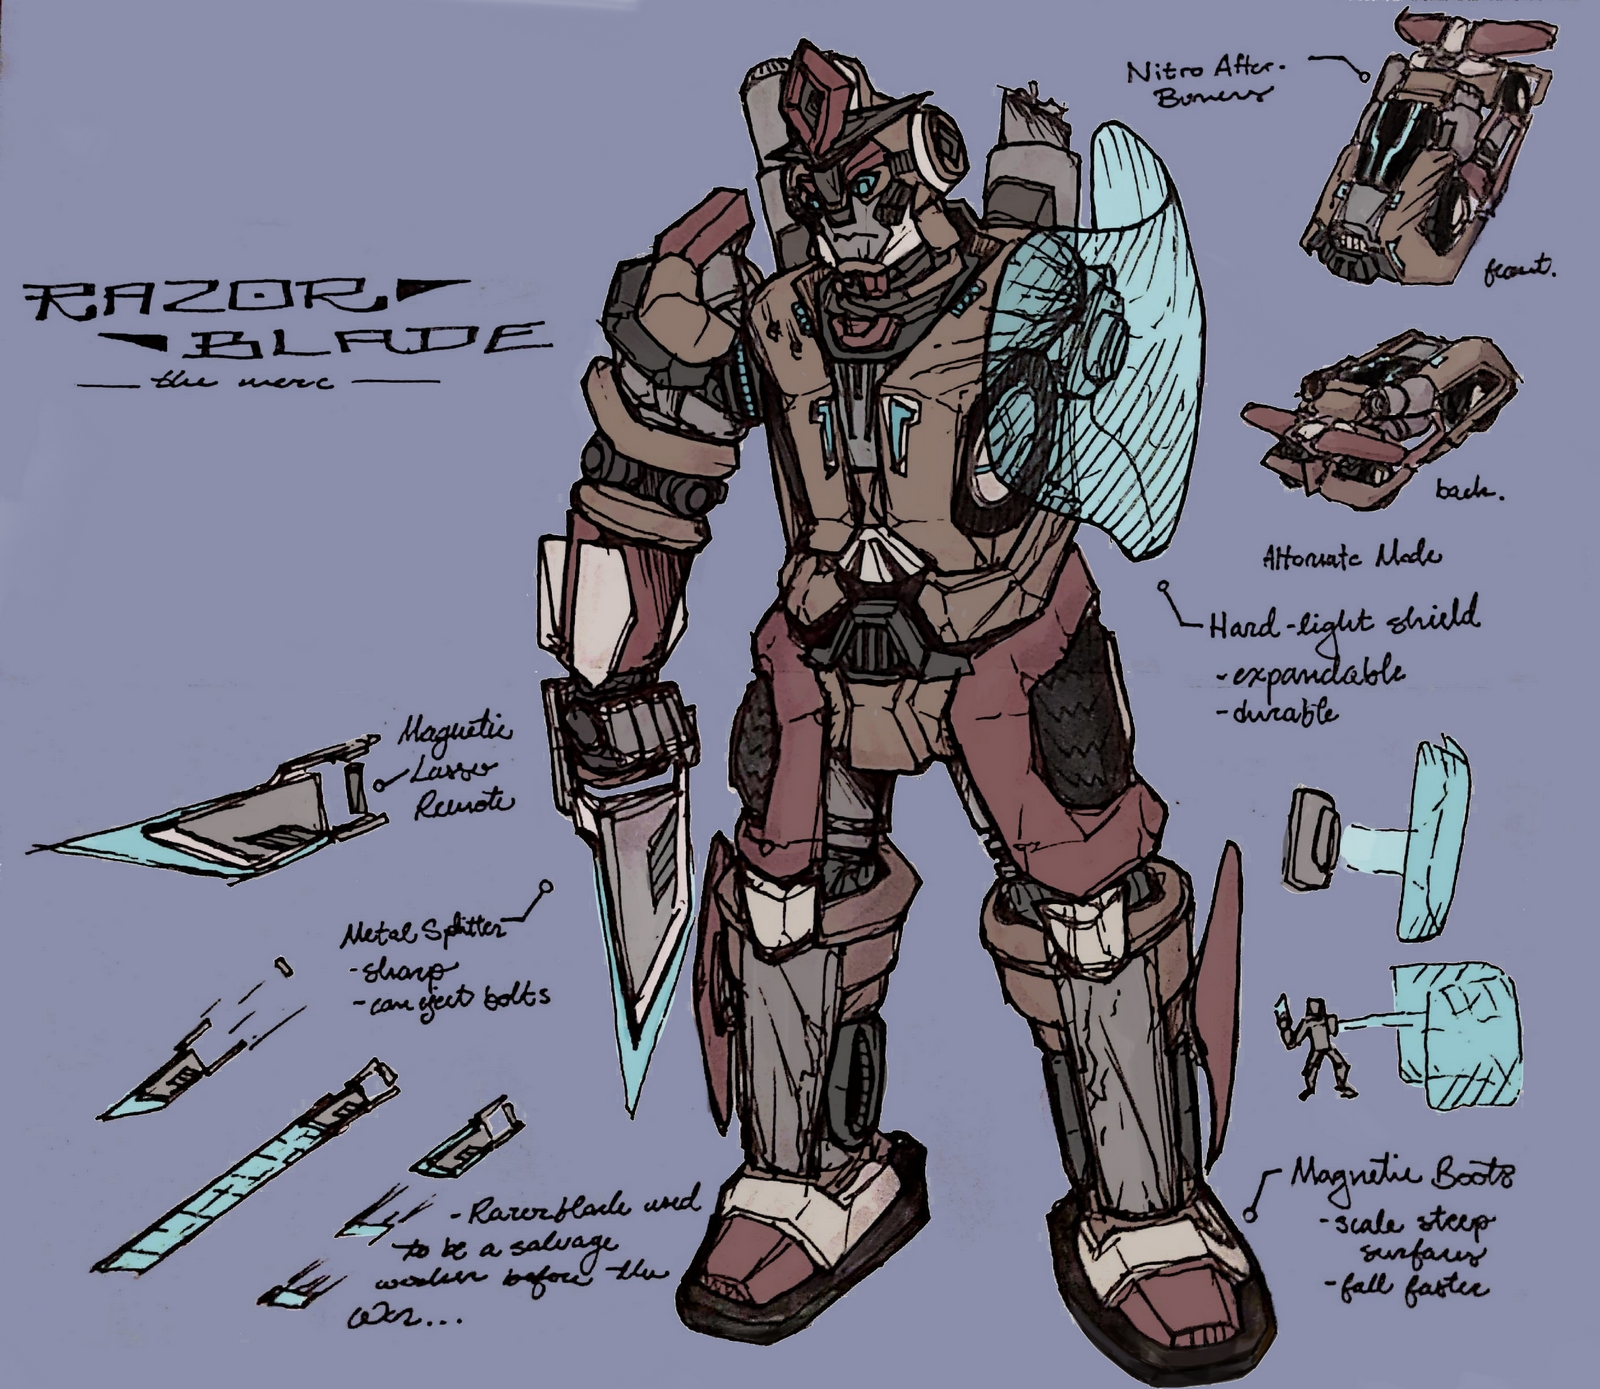 RAZOR
BLADE
the merc
Nitro After-
Burners
front.
back.
Alternate Mode
Hard-light shield
- expandable
- durable
Magnetic
Lasso
Remote
Metal Splitter
- sharp
- can eject bolts
- Razorblade used
to be a salvage
worker before the
War...
Magnetic Boots
- scale steep
surfaces
- fall faster